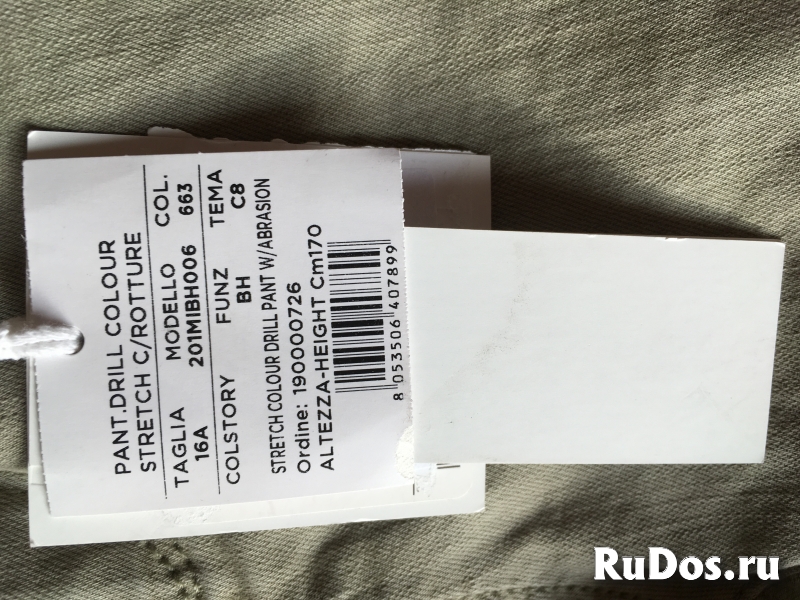 PANT.DRILL COLOUR
STRETCH C/ROTTURE
TAGLIA MODELLO COL.
16A 201MIBH006 663
COLSTORY FUNZ TEMA
BH C8
STRETCH COLOUR DRILL PANT W/ABRASION
Ordine: 190000726
ALTEZZA-HEIGHT Cm170
8 053506 407899
RuDos.ru